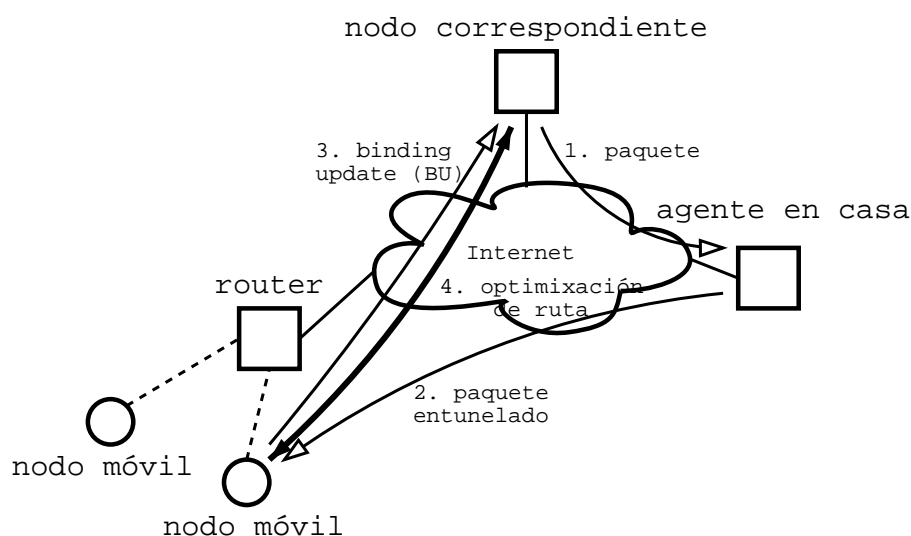 nodo correspondiente
3. binding
update (BU)
1. paquete
agente en casa
Internet
router
4. optimixación
de ruta
2. paquete
entunelado
nodo móvil
nodo móvil